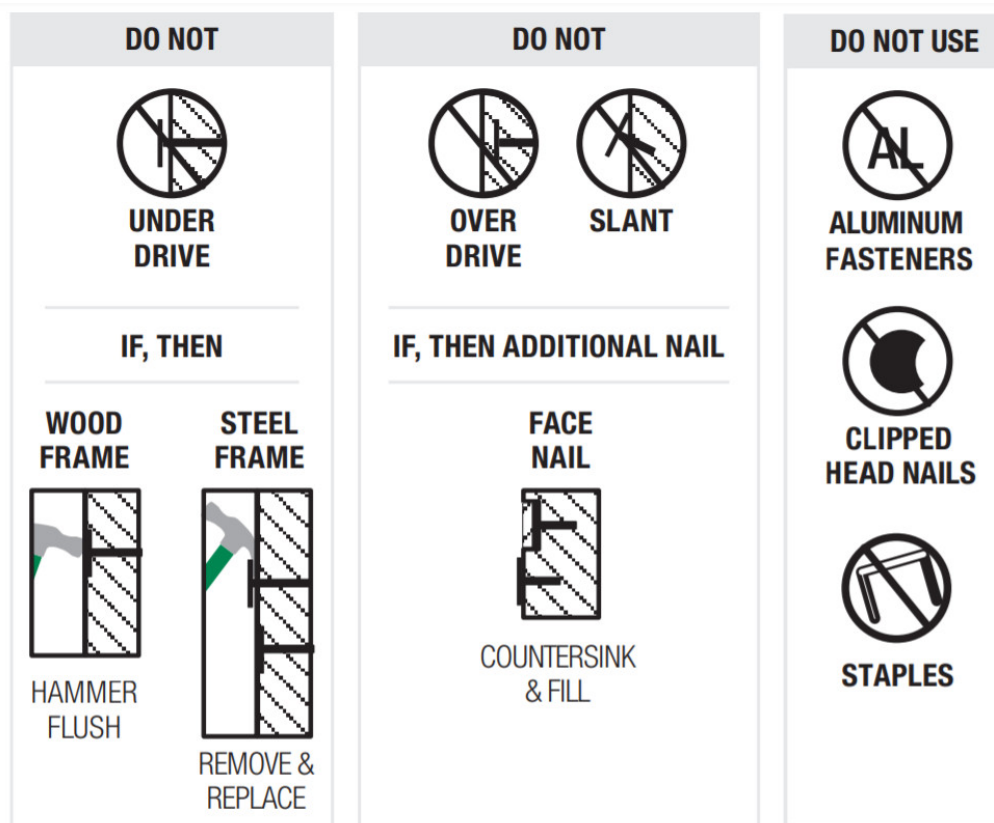 DO NOT
UNDER
DRIVE
IF, THEN
WOOD
FRAME
HAMMER
FLUSH
STEEL
FRAME
REMOVE &
REPLACE
DO NOT
OVER
DRIVE
SLANT
IF, THEN ADDITIONAL NAIL
FACE
NAIL
COUNTERSINK
& FILL
DO NOT USE
AL
ALUMINUM
FASTENERS
CLIPPED
HEAD NAILS
STAPLES